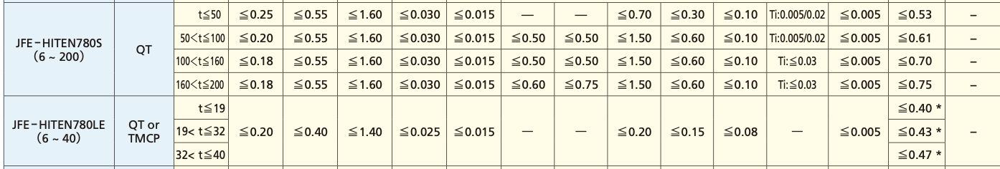 JFE-HITEN780S
(6 ~ 200)
QT
t≦50 ≦0.25 ≦0.55 ≦1.60 ≦0.030 ≦0.015 — — ≦0.70 ≦0.30 ≦0.10 Ti:0.005/0.02 ≦0.005 ≦0.53 –
50<t≦100 ≦0.20 ≦0.55 ≦1.60 ≦0.030 ≦0.015 ≦0.50 ≦0.50 ≦1.50 ≦0.60 ≦0.10 Ti:0.005/0.02 ≦0.005 ≦0.61 –
100<t≦160 ≦0.18 ≦0.55 ≦1.60 ≦0.030 ≦0.015 ≦0.50 ≦0.50 ≦1.50 ≦0.60 ≦0.10 Ti:≦0.03 ≦0.005 ≦0.70 –
160<t≦200 ≦0.18 ≦0.55 ≦1.60 ≦0.030 ≦0.015 ≦0.60 ≦0.75 ≦1.50 ≦0.60 ≦0.10 Ti:≦0.03 ≦0.005 ≦0.75 –
JFE-HITEN780LE
(6 ~ 40)
QT or
TMCP
t≦19 ≦0.40 *
19< t≦32 ≦0.20 ≦0.40 ≦1.40 ≦0.025 ≦0.015 — — ≦0.20 ≦0.15 ≦0.08 — ≦0.005 ≦0.43 * –
32< t≦40 ≦0.47 *